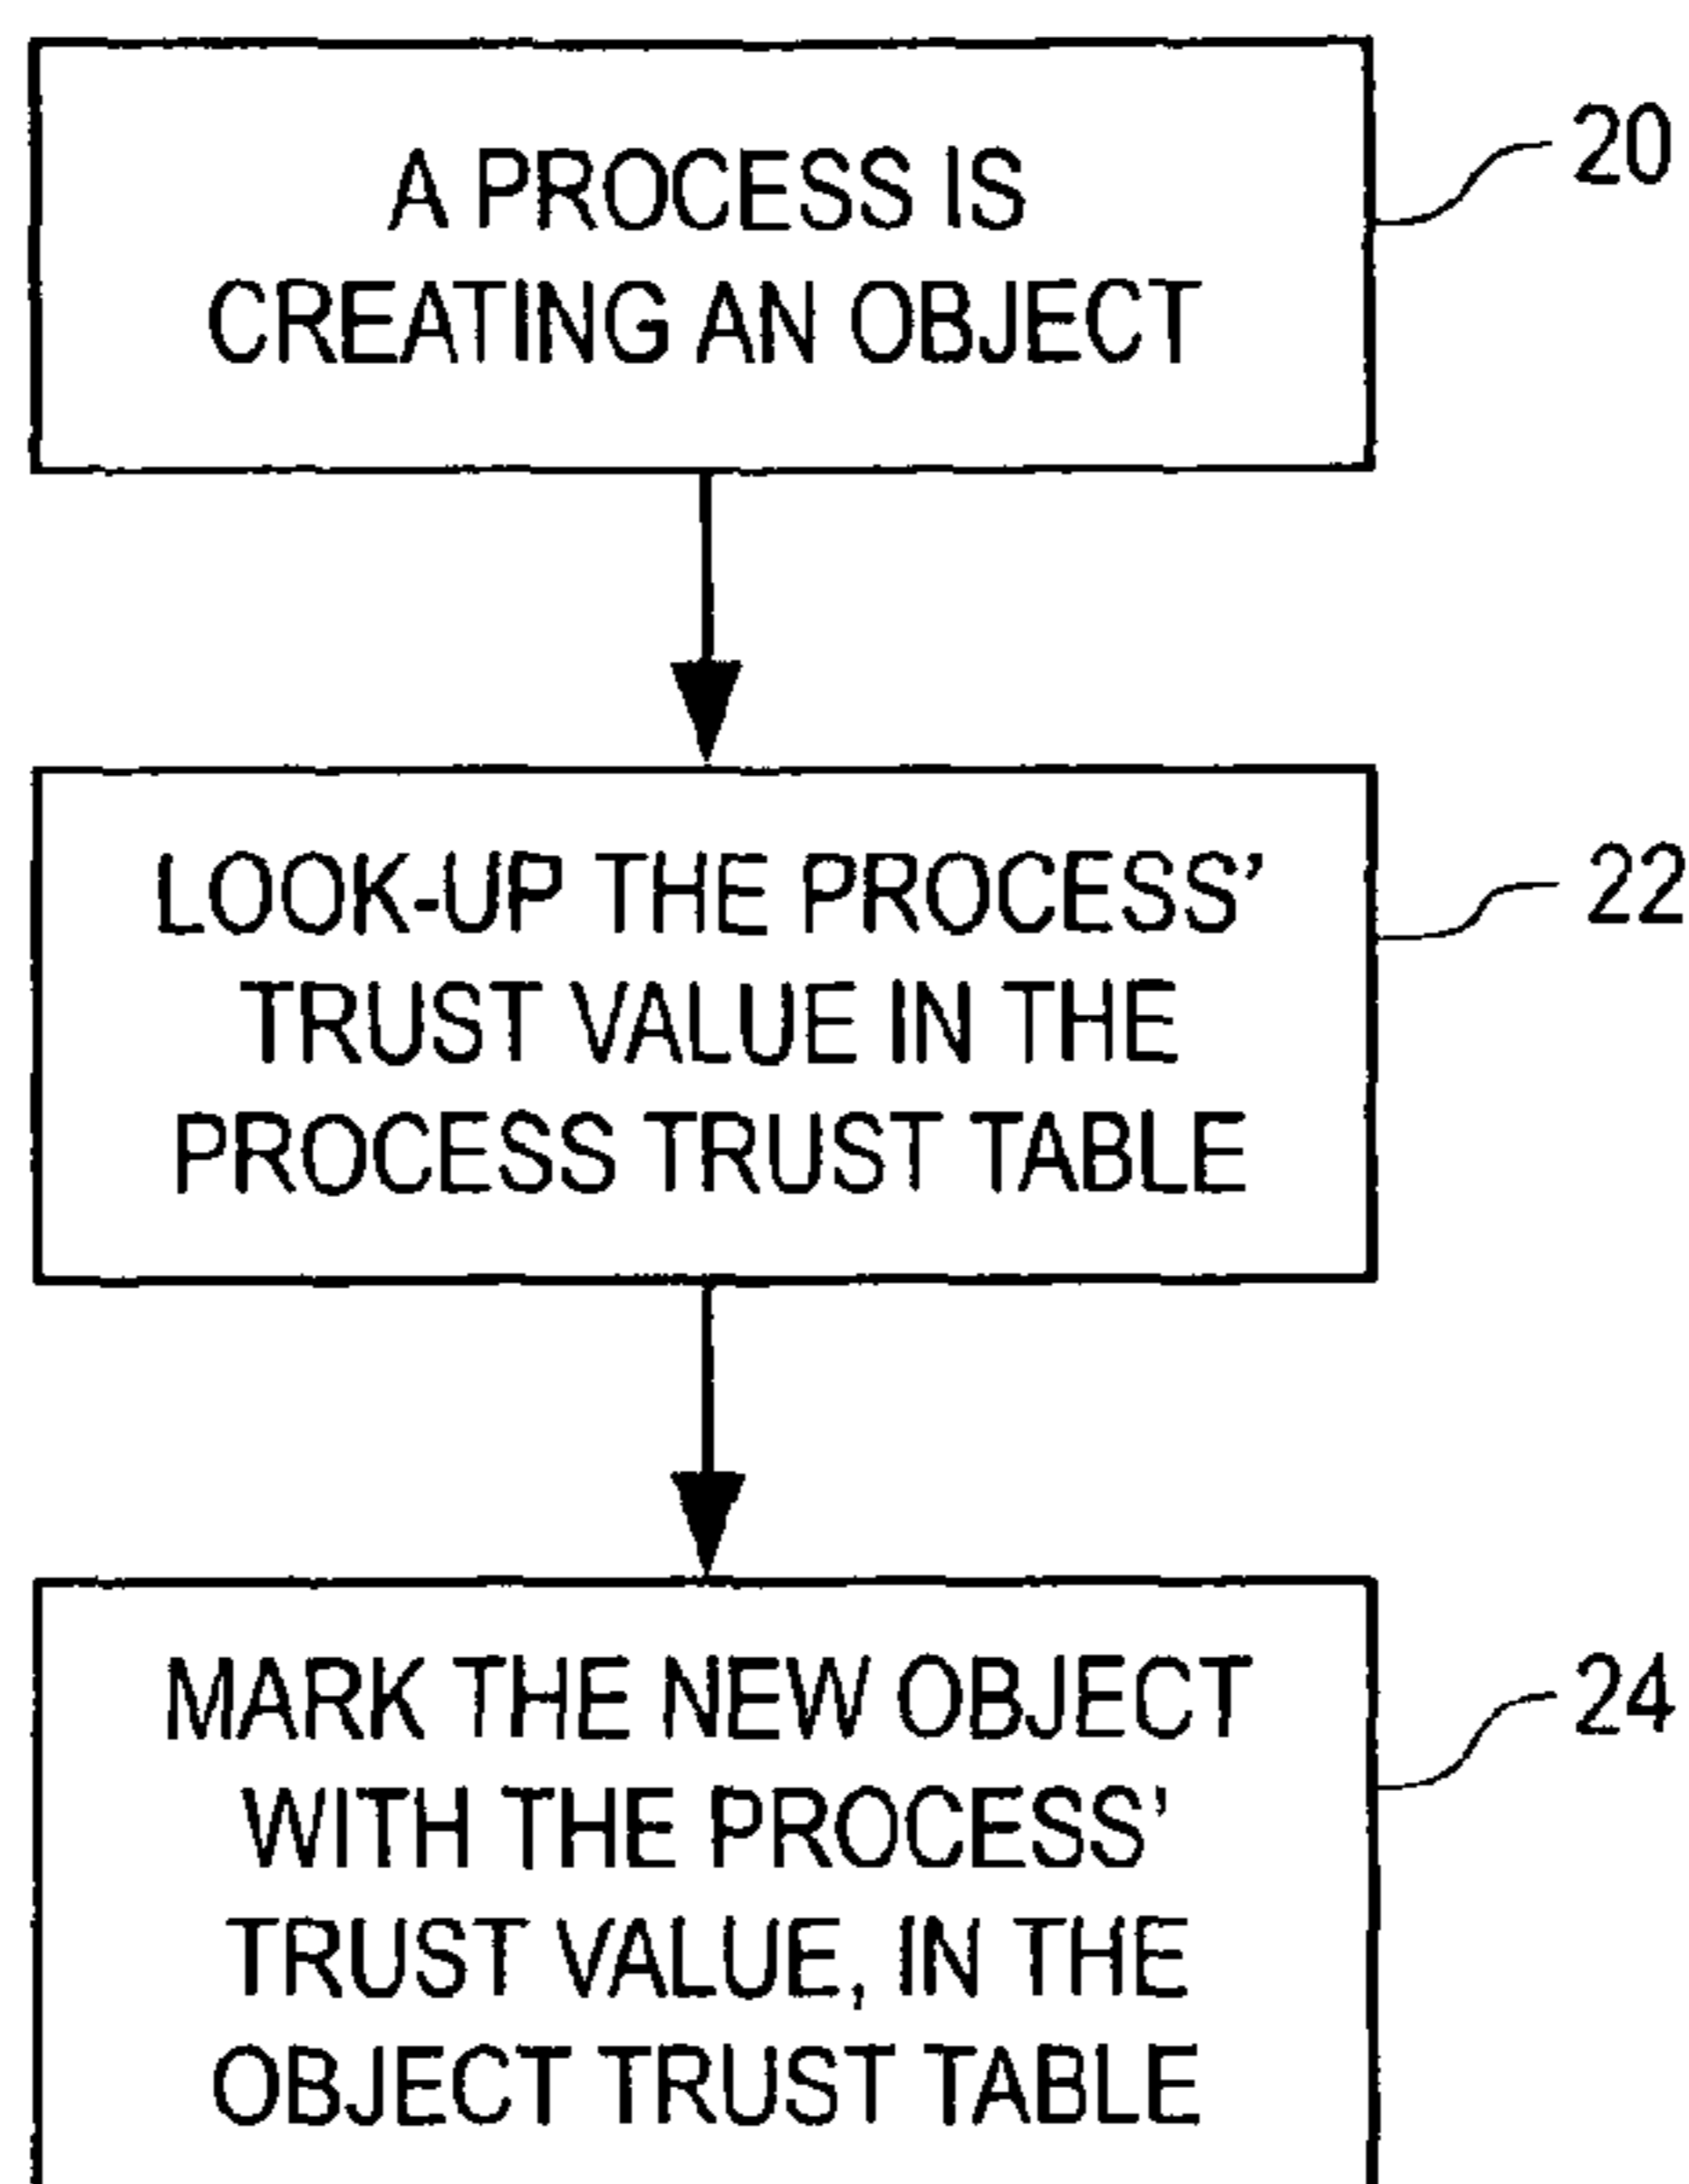 A PROCESS IS
CREATING AN OBJECT
20
LOOK-UP THE PROCESS'
TRUST VALUE IN THE
PROCESS TRUST TABLE
22
MARK THE NEW OBJECT
WITH THE PROCESS'
TRUST VALUE, IN THE
OBJECT TRUST TABLE
24